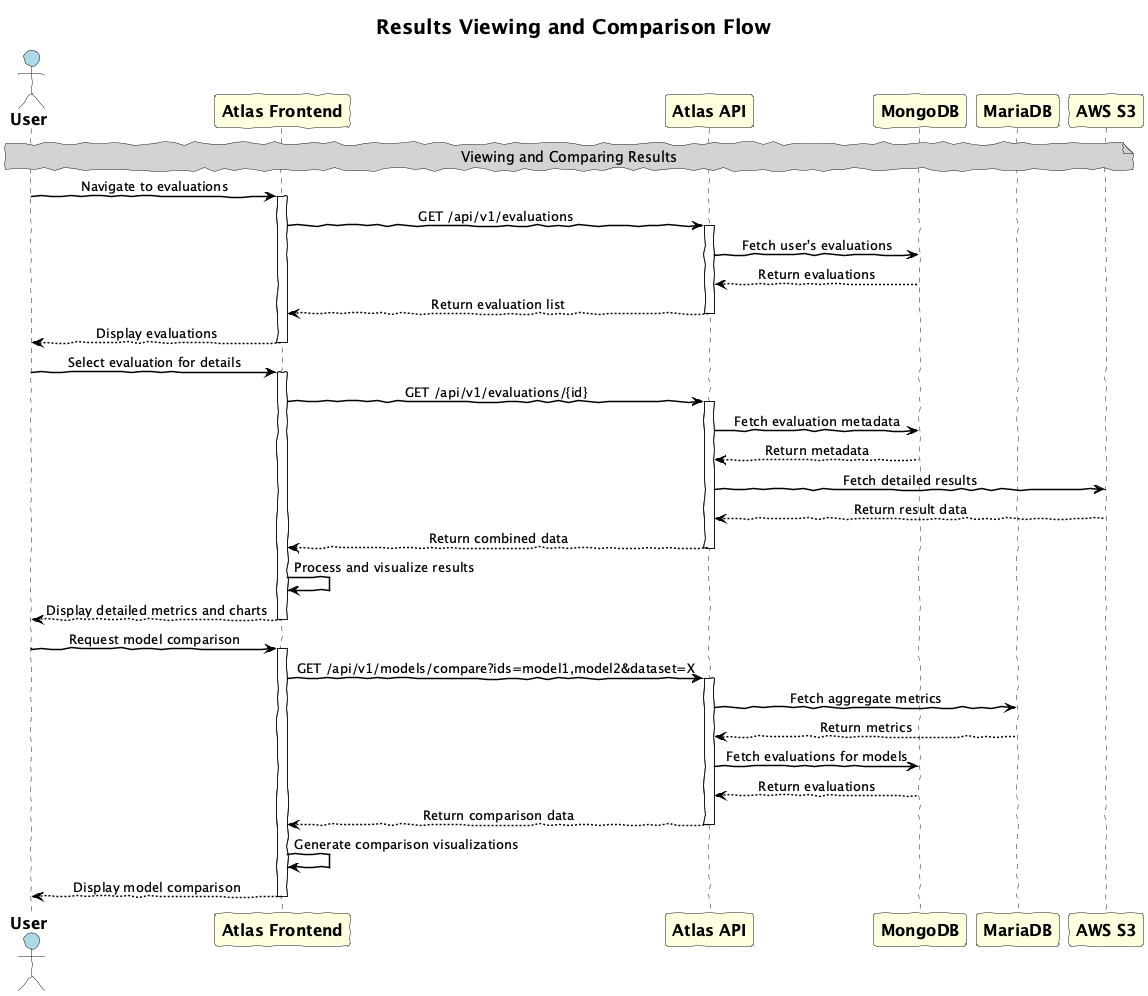 Results Viewing and Comparison Flow
User
Atlas Frontend
Atlas API
MongoDB
MariaDB
AWS S3
Viewing and Comparing Results
Navigate to evaluations
GET /api/v1/evaluations
Fetch user's evaluations
Return evaluations
Return evaluation list
Display evaluations
Select evaluation for details
GET /api/v1/evaluations/{id}
Fetch evaluation metadata
Return metadata
Fetch detailed results
Return result data
Return combined data
Process and visualize results
Display detailed metrics and charts
Request model comparison
GET /api/v1/models/compare?ids=model1,model2&dataset=X
Fetch aggregate metrics
Return metrics
Fetch evaluations for models
Return evaluations
Return comparison data
Generate comparison visualizations
Display model comparison
User
Atlas Frontend
Atlas API
MongoDB
MariaDB
AWS S3